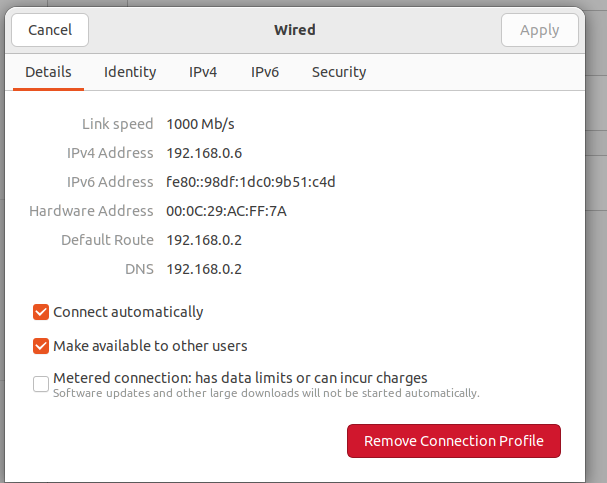 Cancel Wired Apply
Details Identity IPv4 IPv6 Security
Link speed 1000 Mb/s
IPv4 Address 192.168.0.6
IPv6 Address fe80::98df:1dc0:9b51:c4d
Hardware Address 00:0C:29:AC:FF:7A
Default Route 192.168.0.2
DNS 192.168.0.2
Connect automatically
Make available to other users
Metered connection: has data limits or can incur charges
Software updates and other large downloads will not be started automatically.
Remove Connection Profile